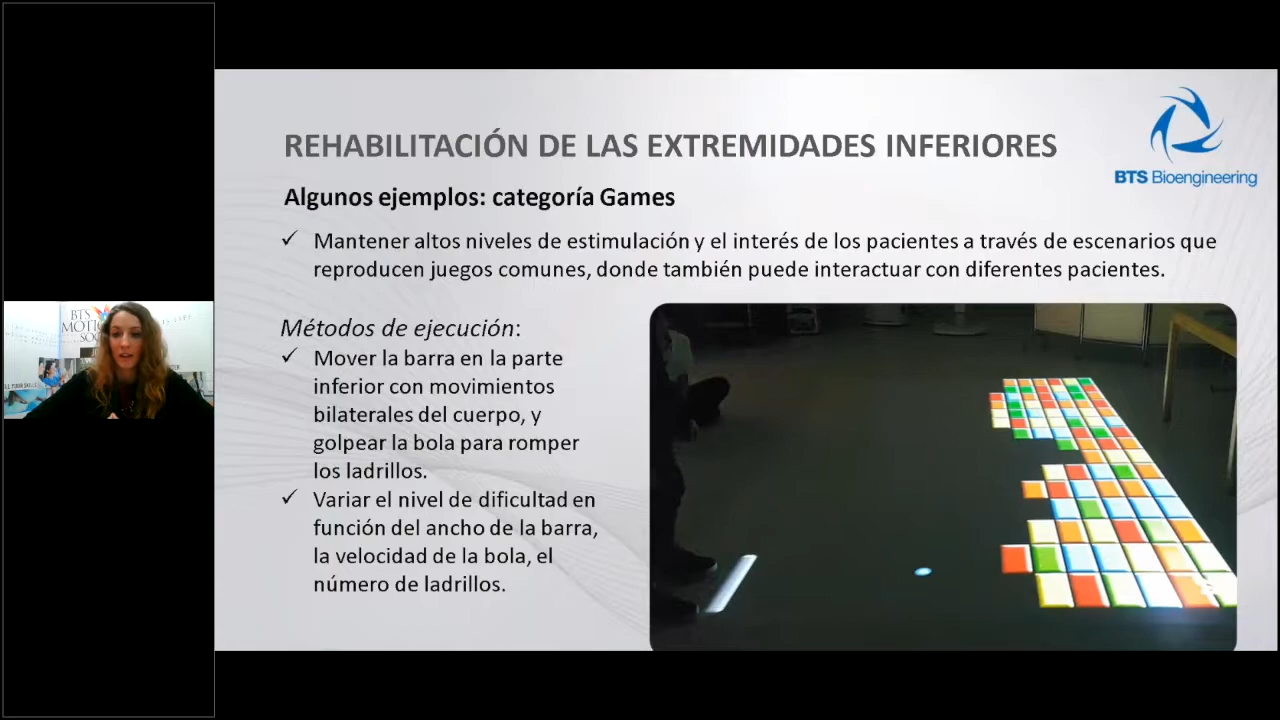 REHABILITACIÓN DE LAS EXTREMIDADES INFERIORES
BTS Bioengineering
Algunos ejemplos: categoría Games
✓ Mantener altos niveles de estimulación y el interés de los pacientes a través de escenarios que
reproducen juegos comunes, donde también puede interactuar con diferentes pacientes.
Métodos de ejecución:
✓ Mover la barra en la parte
inferior con movimientos
bilaterales del cuerpo, y
golpear la bola para romper
los ladrillos.
✓ Variar el nivel de dificultad en
función del ancho de la barra,
la velocidad de la bola, el
número de ladrillos.
BTS